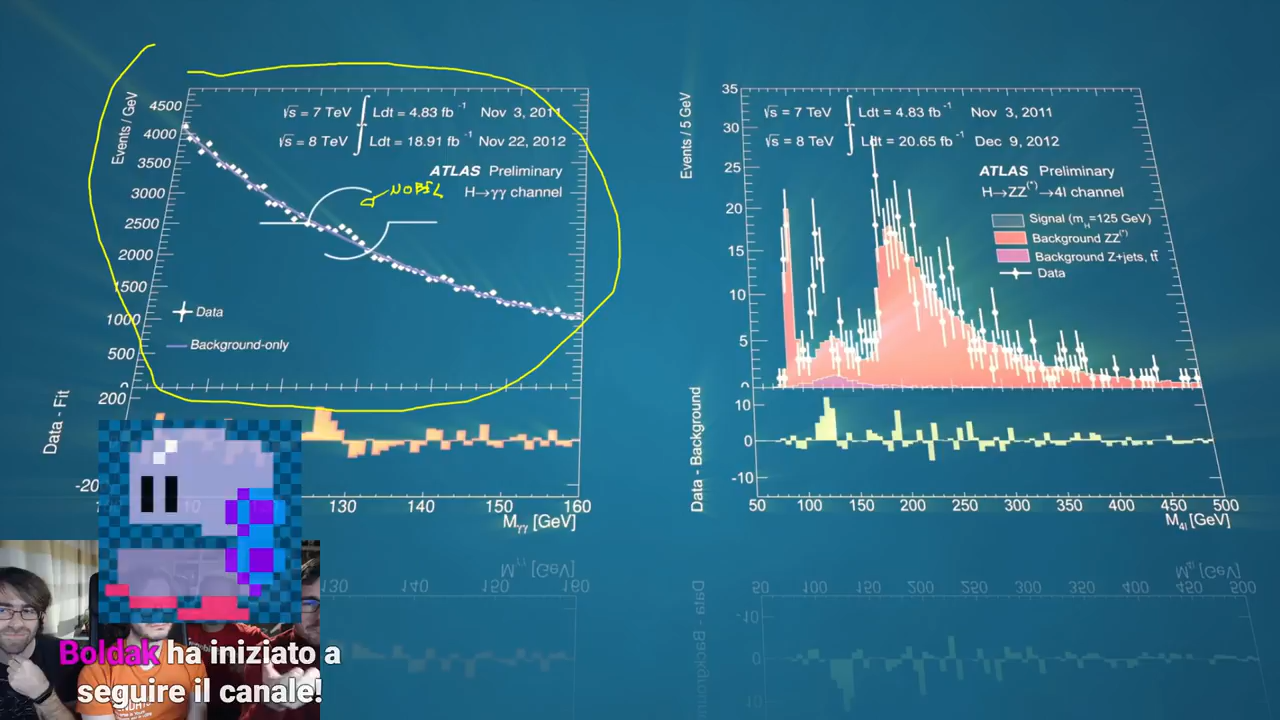 4500
4000
3500
3000
2500
2000
1500
1000
500
0
Events / GeV
√s = 7 TeV ∫ Ldt = 4.83 fb⁻¹ Nov 3, 2011
√s = 8 TeV ∫ Ldt = 18.91 fb⁻¹ Nov 22, 2012
ATLAS Preliminary
H→γγ channel
NOBEL
Data
Background-only
200
Data - Fit
130 140 150 160
Mγγ [GeV]
35
30
25
20
15
10
5
0
Events / 5 GeV
√s = 7 TeV ∫ Ldt = 4.83 fb⁻¹ Nov 3, 2011
√s = 8 TeV ∫ Ldt = 20.65 fb⁻¹ Dec 9, 2012
ATLAS Preliminary
H→ZZ(*)→4l channel
Signal (mH=125 GeV)
Background ZZ(*)
Background Z+jets, tt̄
Data
10
0
-10
Data - Background
50 100 150 200 250 300 350 400 450 500
M4l [GeV]
Boldak ha iniziato a
seguire il canale!